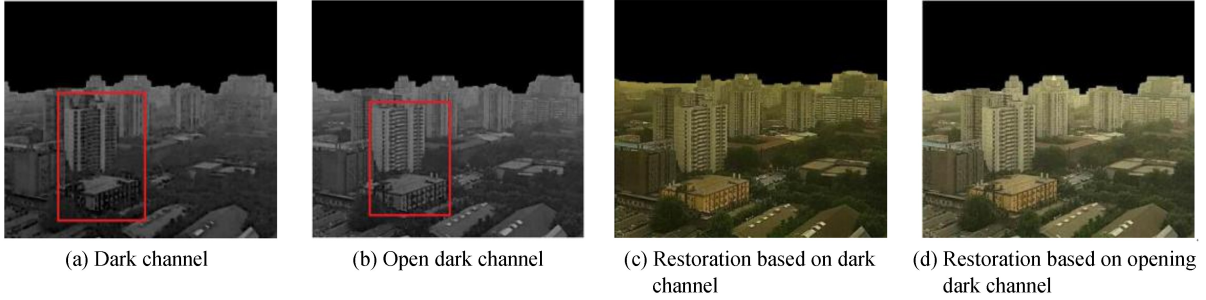 (a) Dark channel
(b) Open dark channel
(c) Restoration based on dark
channel
(d) Restoration based on opening
dark channel